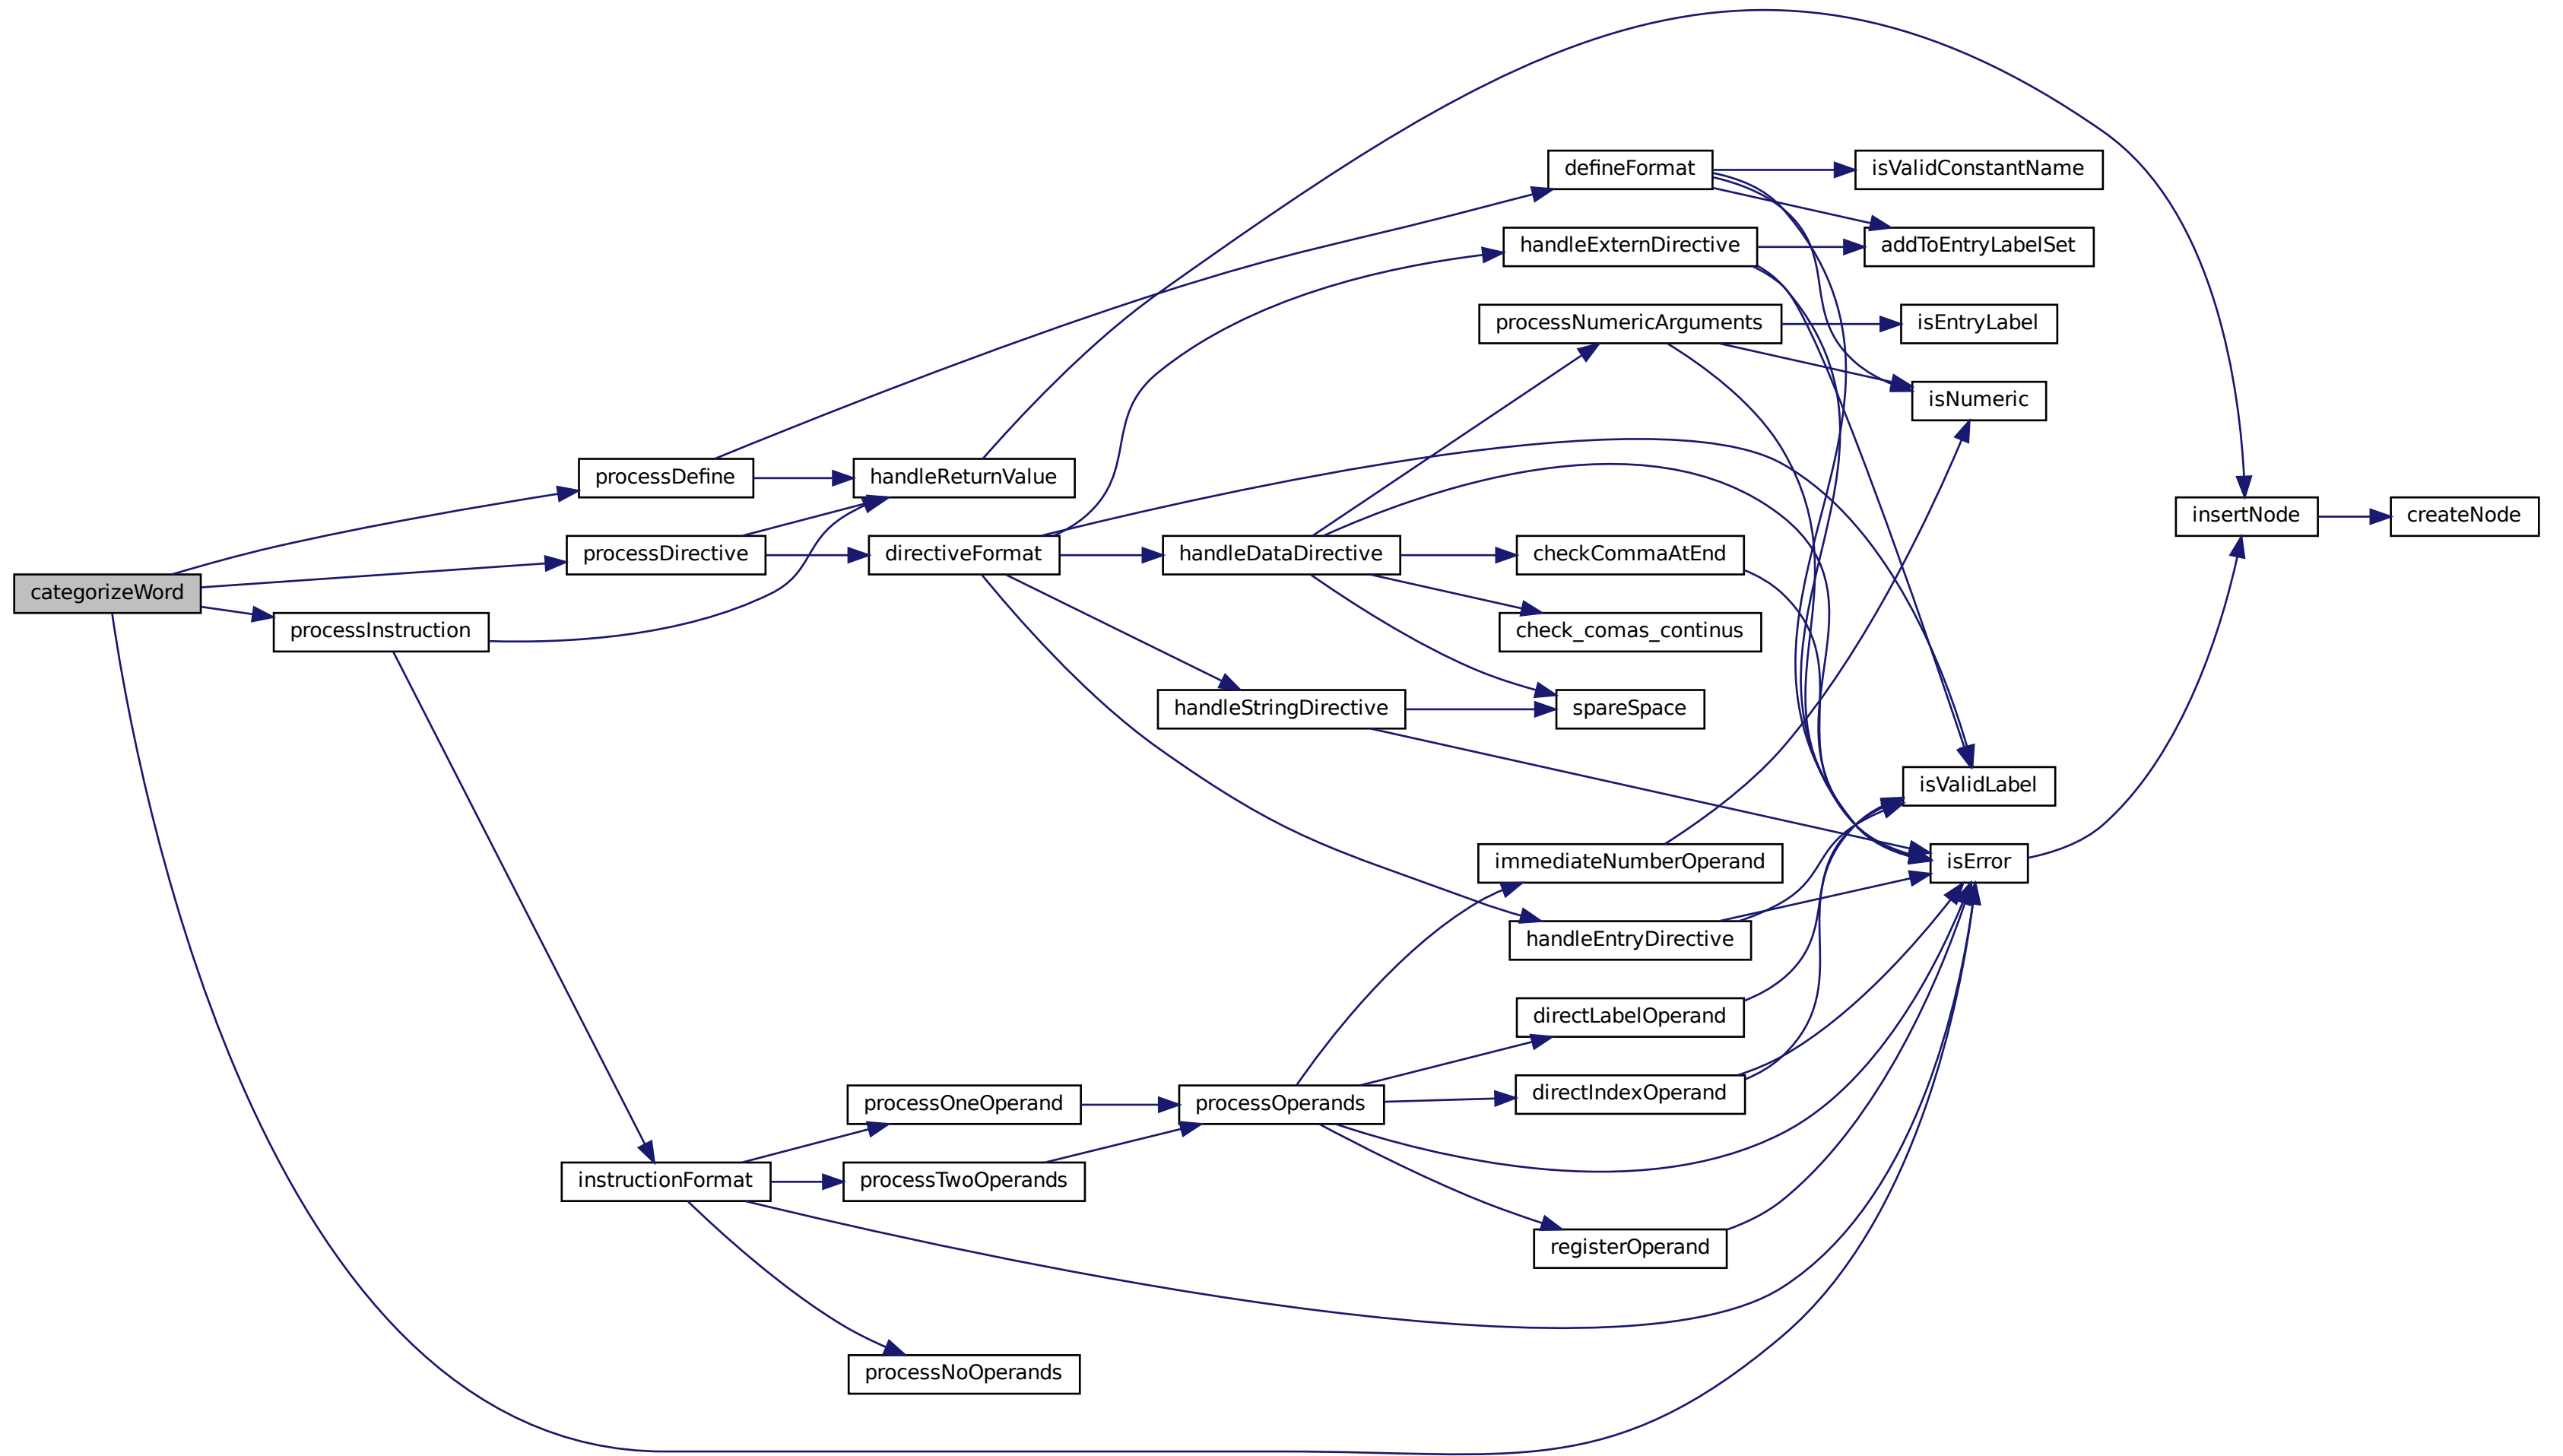 categorizeWord
processDefine
processDirective
processInstruction
handleReturnValue
directiveFormat
instructionFormat
processOneOperand
processTwoOperands
processNoOperands
handleDataDirective
handleStringDirective
processOperands
defineFormat
handleExternDirective
processNumericArguments
checkCommaAtEnd
check_comas_continus
spareSpace
immediateNumberOperand
handleEntryDirective
directLabelOperand
directIndexOperand
registerOperand
isValidConstantName
addToEntryLabelSet
isEntryLabel
isNumeric
isValidLabel
isError
insertNode
createNode